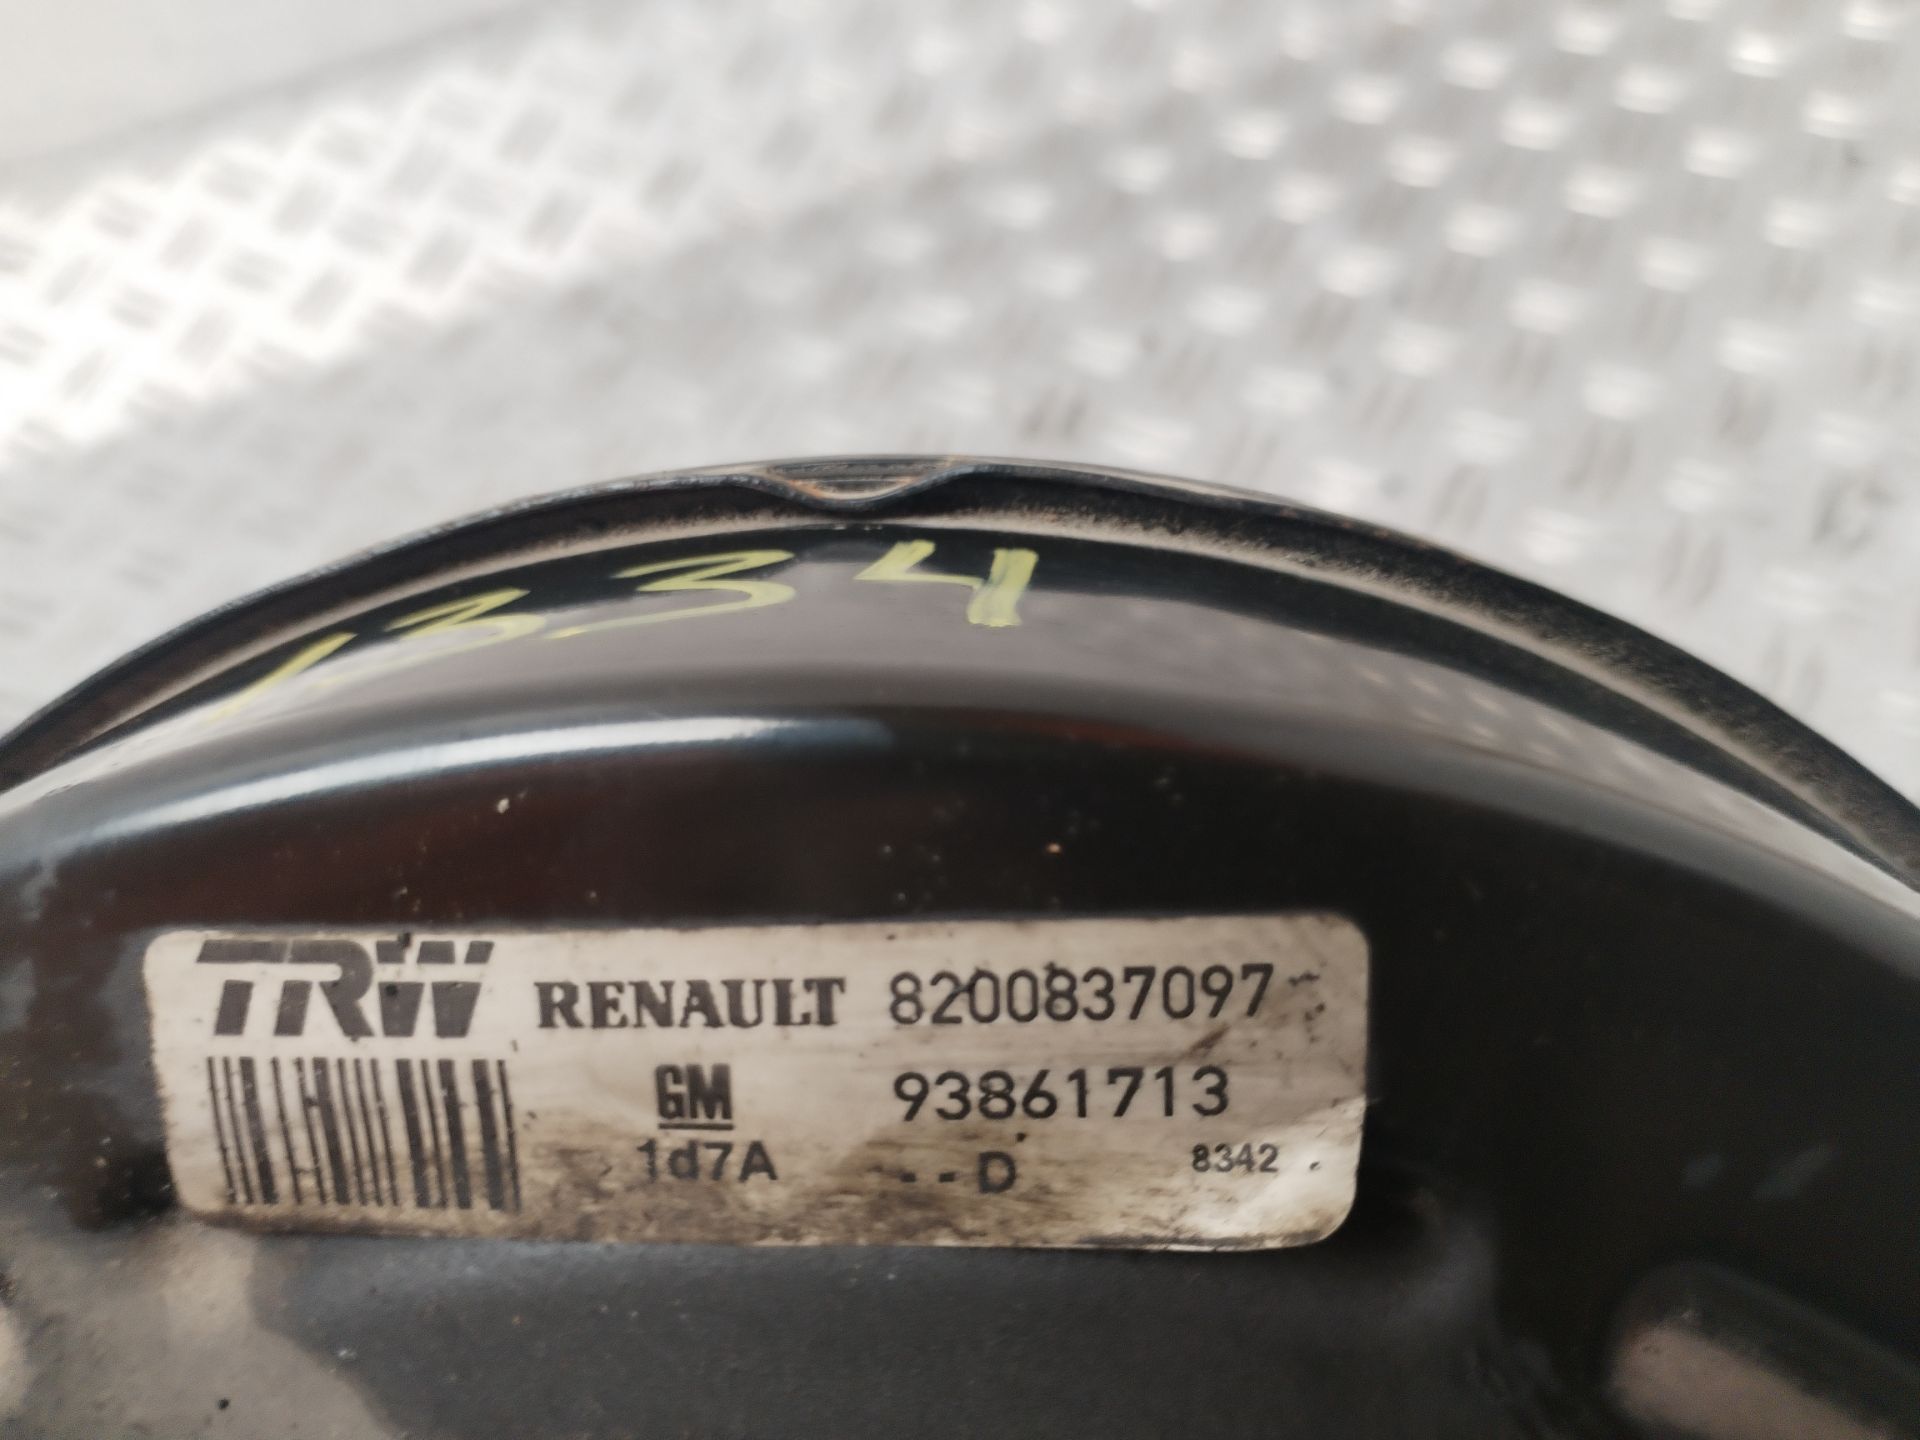 1334
TRW RENAULT 8200837097
GM 93861713
1d7A --D 8342